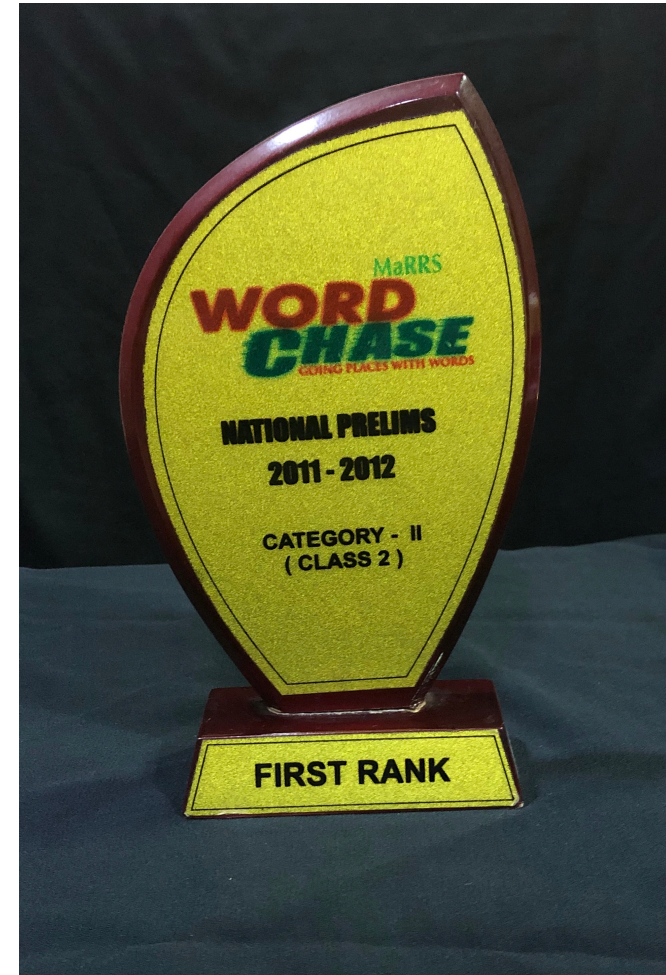 MaRRS
WORD
CHASE
GOING PLACES WITH WORDS
NATIONAL PRELIMS
2011 - 2012
CATEGORY - II
( CLASS 2 )
FIRST RANK